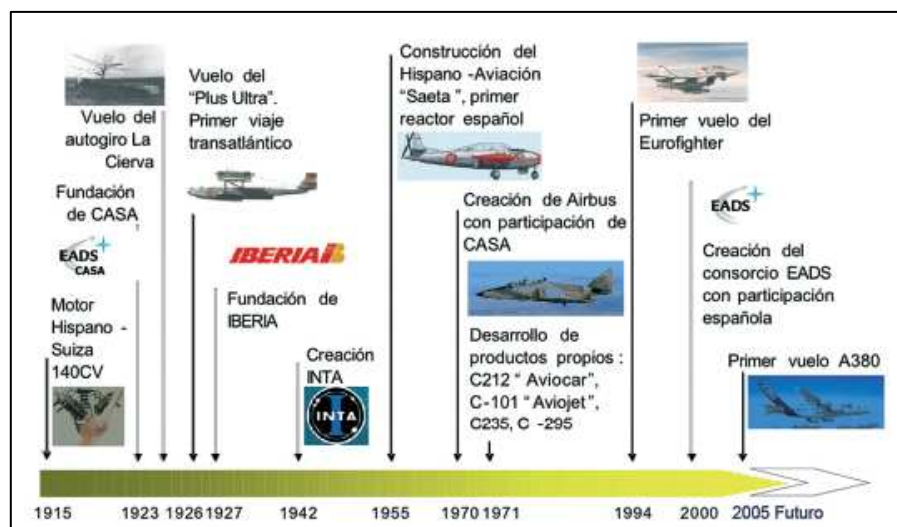 Vuelo del
autogiro La
Cierva
Fundación
de CASA
EADS
CASA
Motor
Hispano -
Suiza
140CV
Vuelo del
"Plus Ultra".
Primer viaje
transatlántico
IBERIA
Fundación de
IBERIA
Creación
INTA
INTA
Construcción del
Hispano -Aviación
"Saeta", primer
reactor español
Creación de Airbus
con participación de
CASA
Desarrollo de
productos propios :
C212 " Aviocar",
C-101 "Aviojet",
C235, C -295
Primer vuelo del
Eurofighter
EADS
Creación del
consorcio EADS
con participación
española
Primer vuelo A380
1915 1923 1926 1927 1942 1955 1970 1971 1994 2000 2005 Futuro